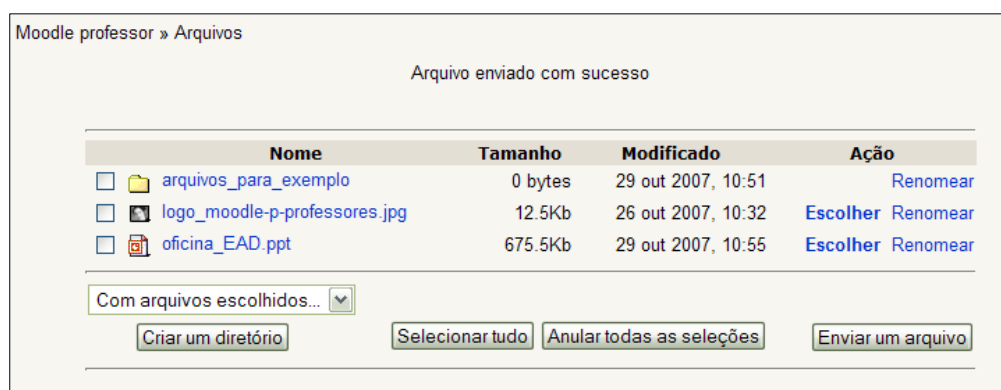 Moodle professor » Arquivos
Arquivo enviado com sucesso
Nome Tamanho Modificado Ação
arquivos_para_exemplo 0 bytes 29 out 2007, 10:51 Renomear
logo_moodle-p-professores.jpg 12.5Kb 26 out 2007, 10:32 Escolher Renomear
oficina_EAD.ppt 675.5Kb 29 out 2007, 10:55 Escolher Renomear
Com arquivos escolhidos...
Criar um diretório Selecionar tudo Anular todas as seleções Enviar um arquivo